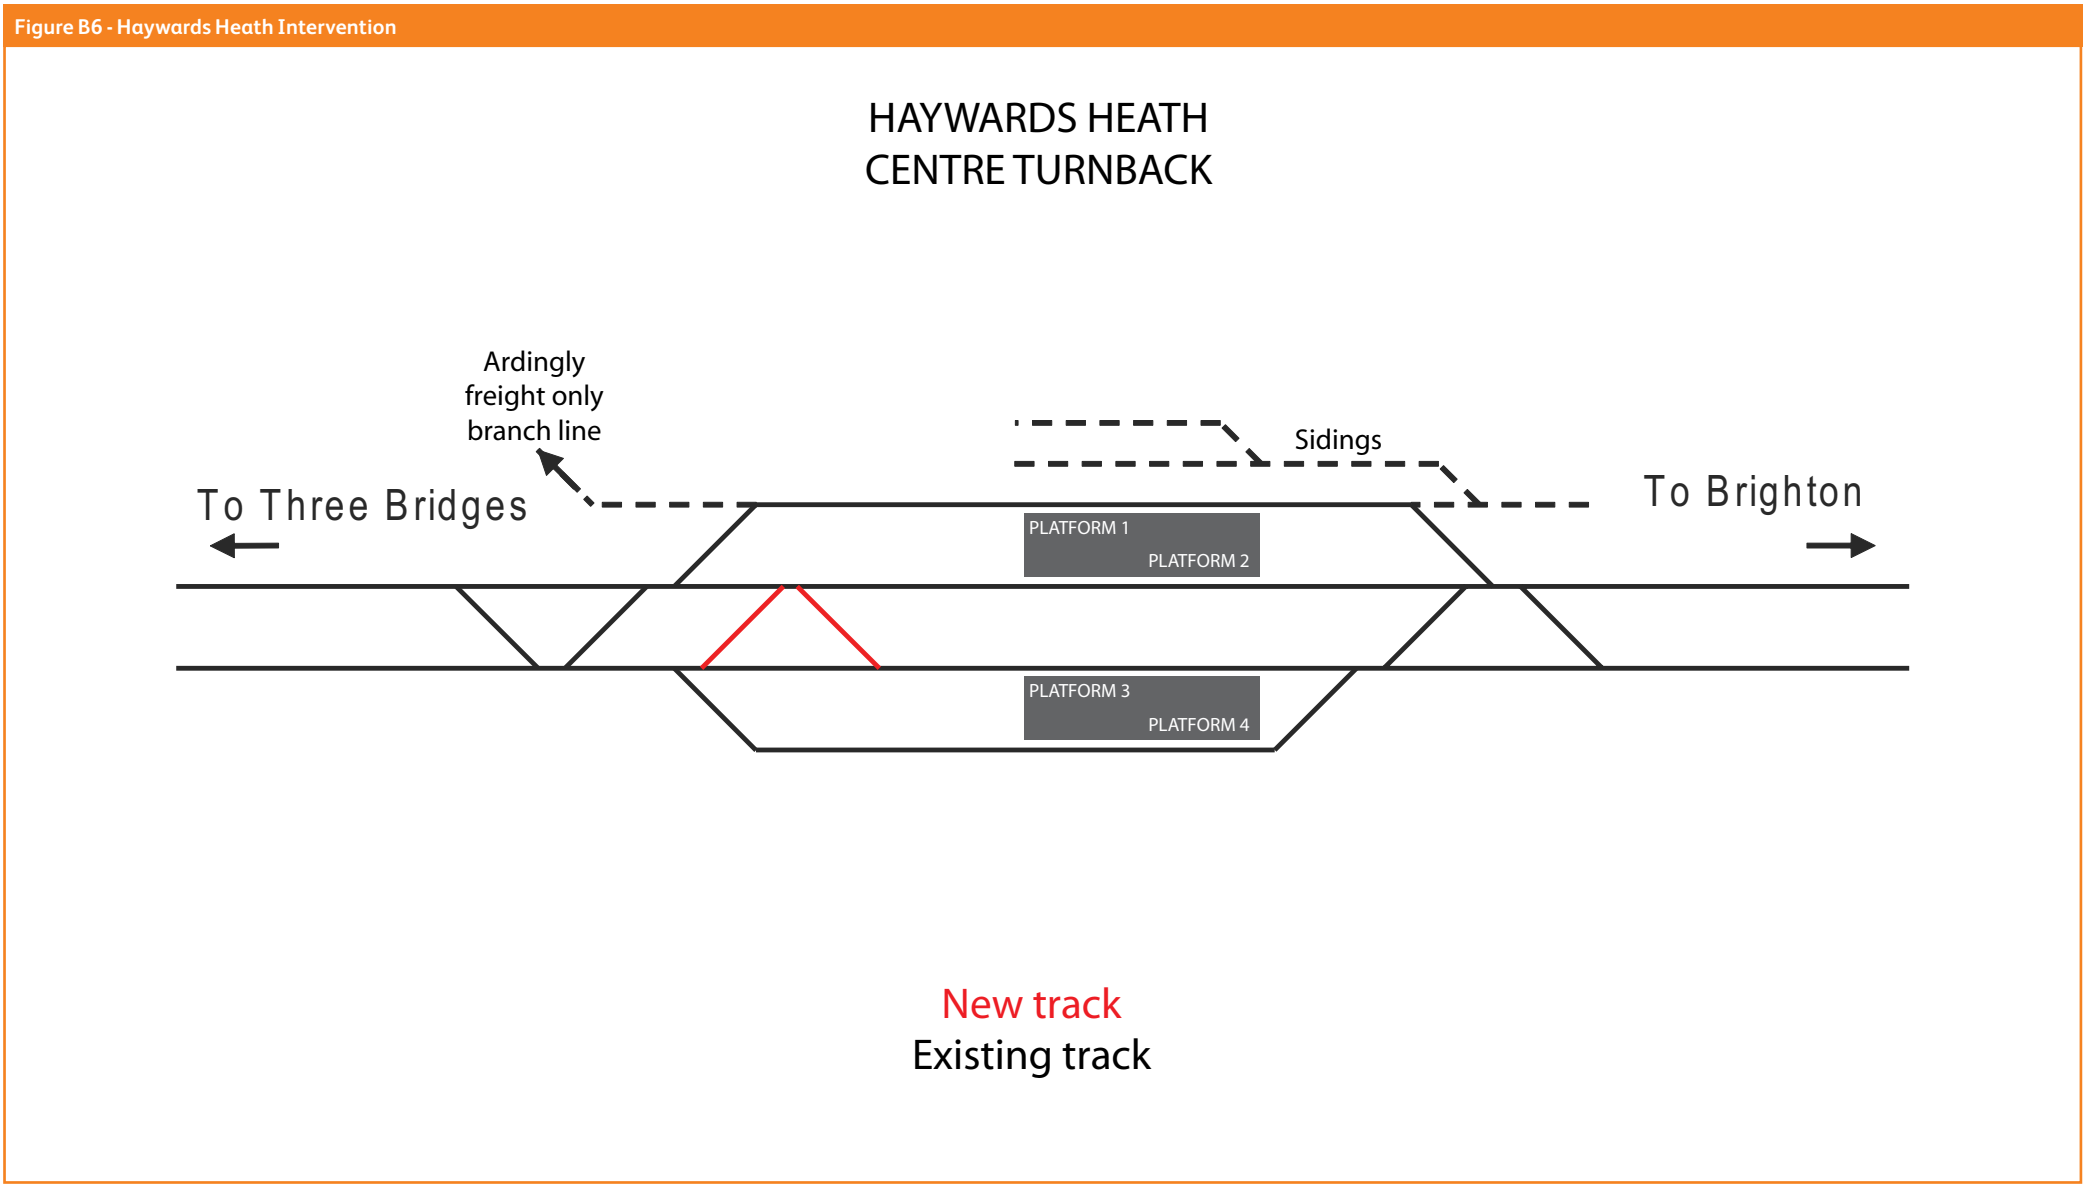 Figure B6 - Haywards Heath Intervention
HAYWARDS HEATH
CENTRE TURNBACK
Ardingly
freight only
branch line
Sidings
To Three Bridges
To Brighton
PLATFORM 1
PLATFORM 2
PLATFORM 3
PLATFORM 4
New track
Existing track